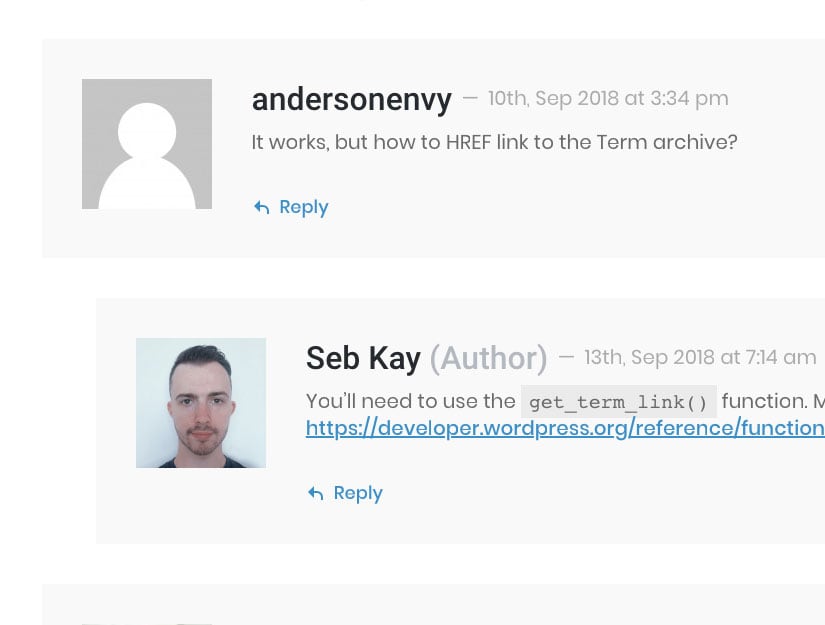 andersonenvy — 10th, Sep 2018 at 3:34 pm
It works, but how to HREF link to the Term archive?
Reply
Seb Kay (Author) — 13th, Sep 2018 at 7:14 am
You’ll need to use the get_term_link() function.
https://developer.wordpress.org/reference/function
Reply